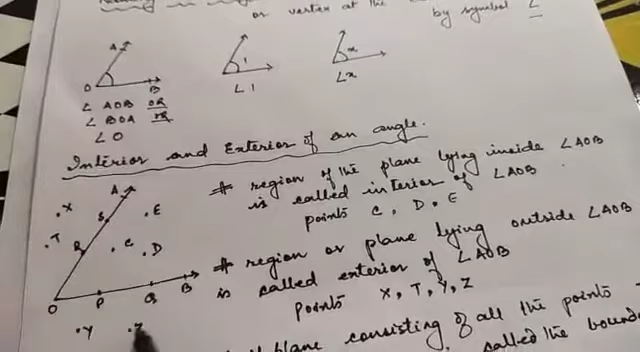 or vertex at the
by symbol ∠
A
O
B
1
x
∠ AOB OR
∠ BOA OR
∠ O
∠ 1
∠x
Interior and Exterior of an angle.
A
S
R
O
P
Q
B
.X
.T
.E
.C
.D
.Y
.Z
# region of the plane lying inside ∠AOB
is called interior of ∠AOB
points C, D, E
# region or plane lying outside ∠AOB
is called exterior of ∠AOB
points X, T, Y, Z
plane consisting of all the points
called the bound